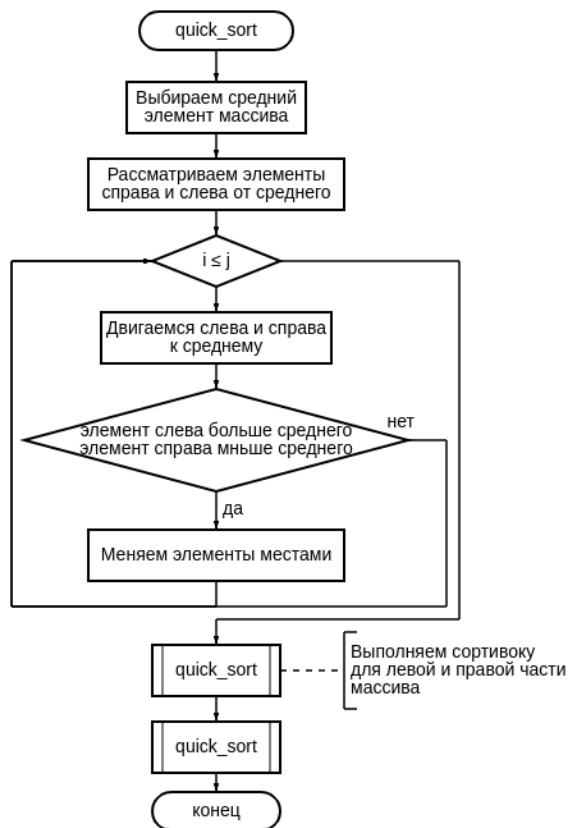 quick_sort
Выбираем средний
элемент массива
Рассматриваем элементы
справа и слева от среднего
i ≤ j
Двигаемся слева и справа
к среднему
элемент слева больше среднего
элемент справа мньше среднего
нет
да
Меняем элементы местами
quick_sort
Выполняем сортивоку
для левой и правой части
массива
quick_sort
конец